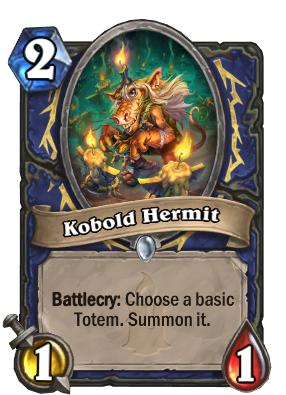 2
Kobold Hermit
Battlecry: Choose a basic
Totem. Summon it.
1
1